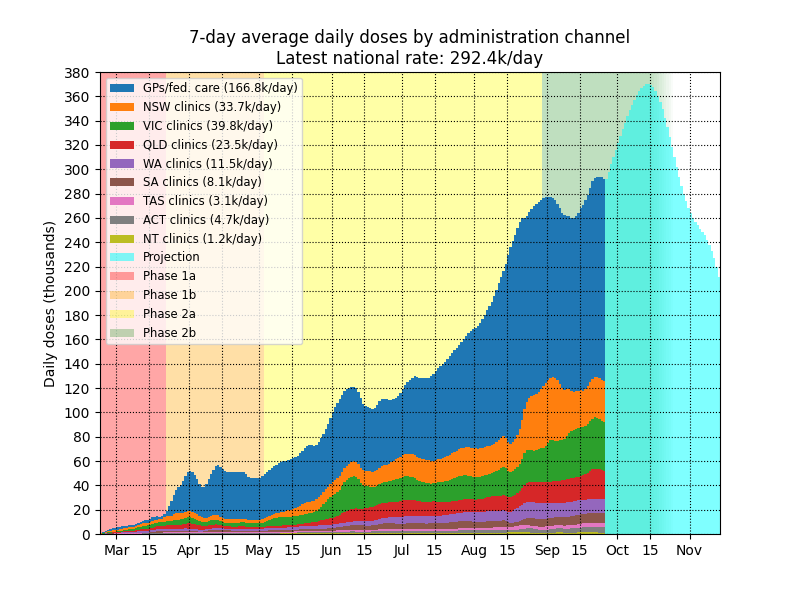 7-day average daily doses by administration channel
Latest national rate: 292.4k/day
Daily doses (thousands)
380
360
340
320
300
280
260
240
220
200
180
160
140
120
100
80
60
40
20
0
GPs/fed. care (166.8k/day)
NSW clinics (33.7k/day)
VIC clinics (39.8k/day)
QLD clinics (23.5k/day)
WA clinics (11.5k/day)
SA clinics (8.1k/day)
TAS clinics (3.1k/day)
ACT clinics (4.7k/day)
NT clinics (1.2k/day)
Projection
Phase 1a
Phase 1b
Phase 2a
Phase 2b
Mar 15 Apr 15 May 15 Jun 15 Jul 15 Aug 15 Sep 15 Oct 15 Nov